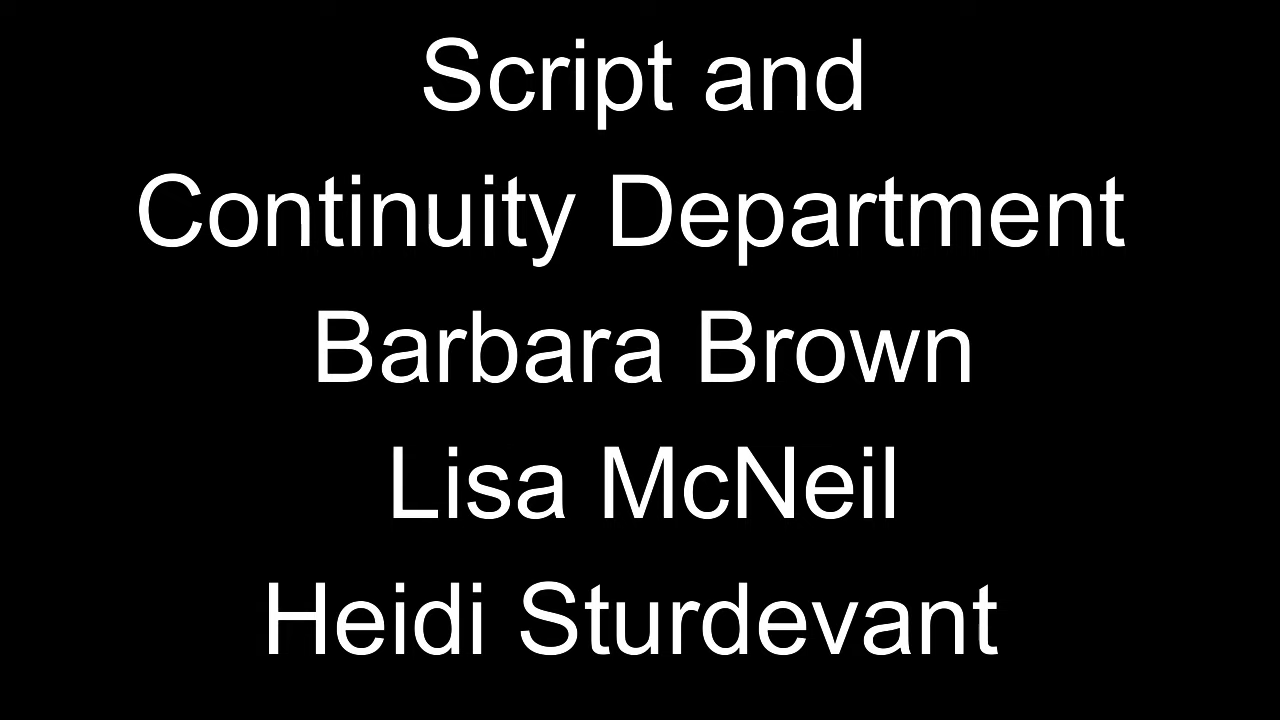 Script and
Continuity Department
Barbara Brown
Lisa McNeil
Heidi Sturdevant